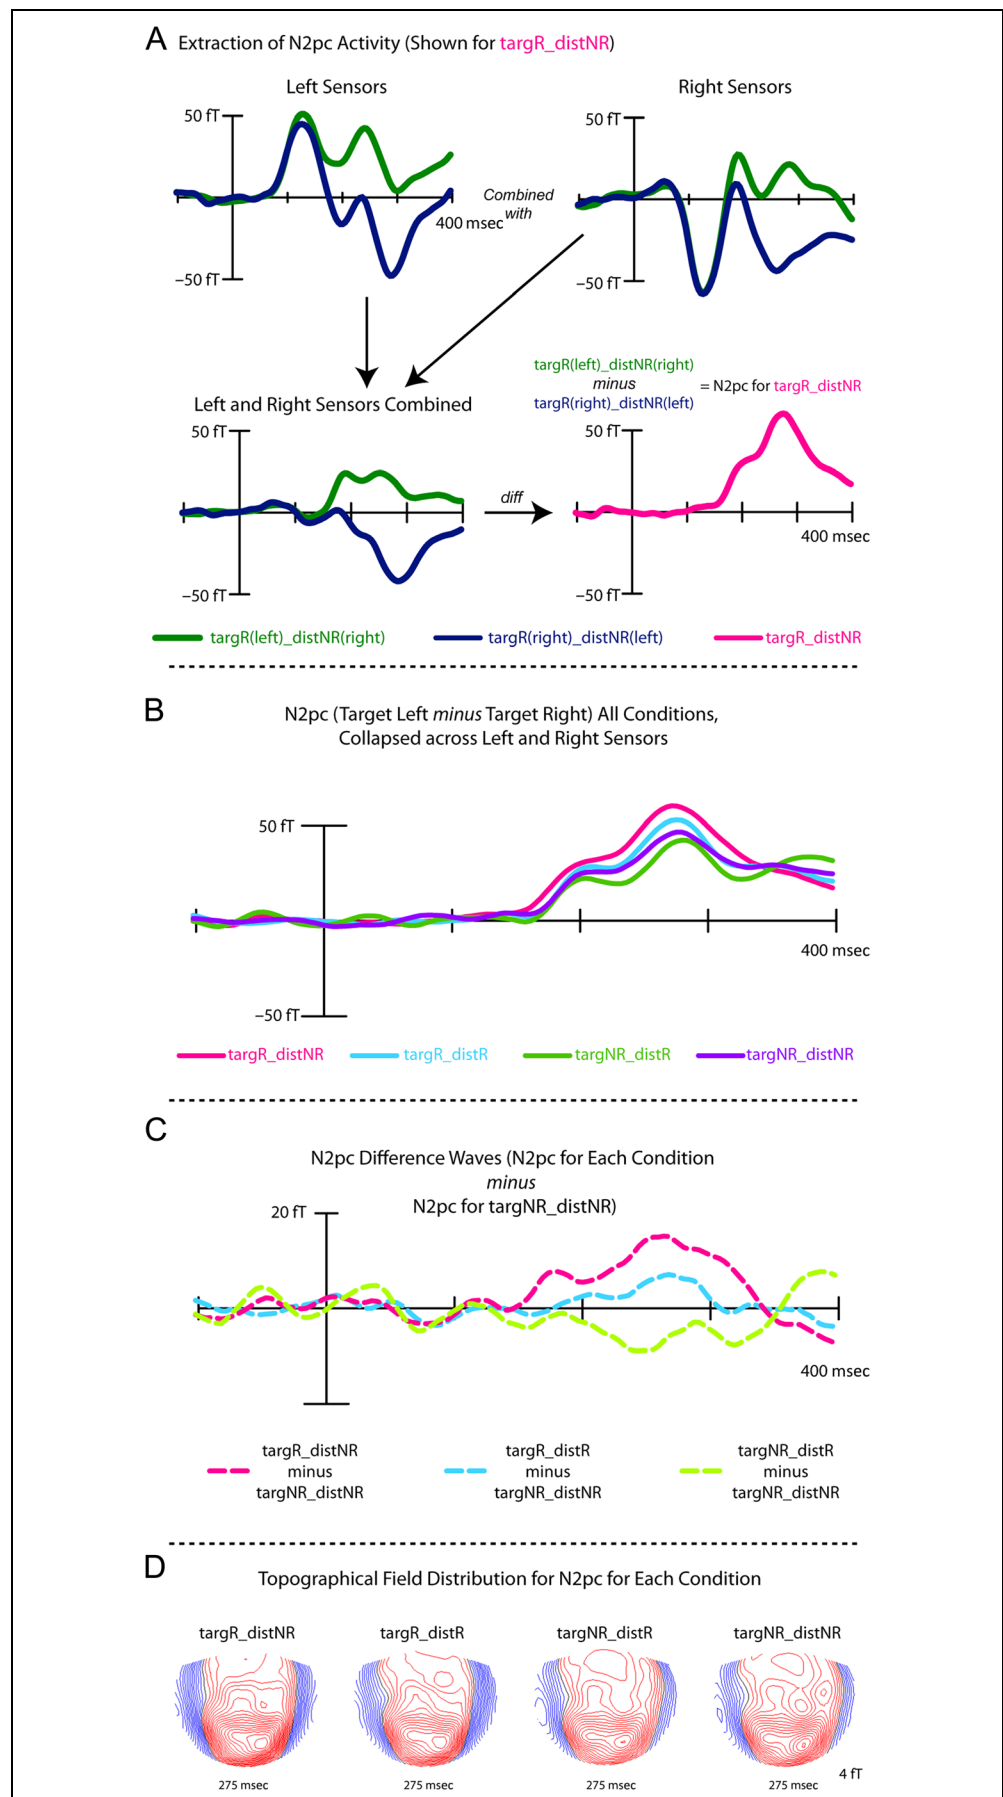 A Extraction of N2pc Activity (Shown for targR_distNR)
Left Sensors
Right Sensors
50 fT
50 fT
Combined
with
400 msec
−50 fT
−50 fT
targR(left)_distNR(right)
minus
targR(right)_distNR(left)
= N2pc for targR_distNR
Left and Right Sensors Combined
50 fT
50 fT
diff
400 msec
−50 fT
−50 fT
targR(left)_distNR(right)
targR(right)_distNR(left)
targR_distNR
B
N2pc (Target Left minus Target Right) All Conditions,
Collapsed across Left and Right Sensors
50 fT
400 msec
−50 fT
targR_distNR
targR_distR
targNR_distR
targNR_distNR
C
N2pc Difference Waves (N2pc for Each Condition
minus
N2pc for targNR_distNR)
20 fT
400 msec
targR_distNR
minus
targNR_distNR
targR_distR
minus
targNR_distNR
targNR_distR
minus
targNR_distNR
D
Topographical Field Distribution for N2pc for Each Condition
targR_distNR
targR_distR
targNR_distR
targNR_distNR
275 msec
275 msec
275 msec
275 msec
4 fT